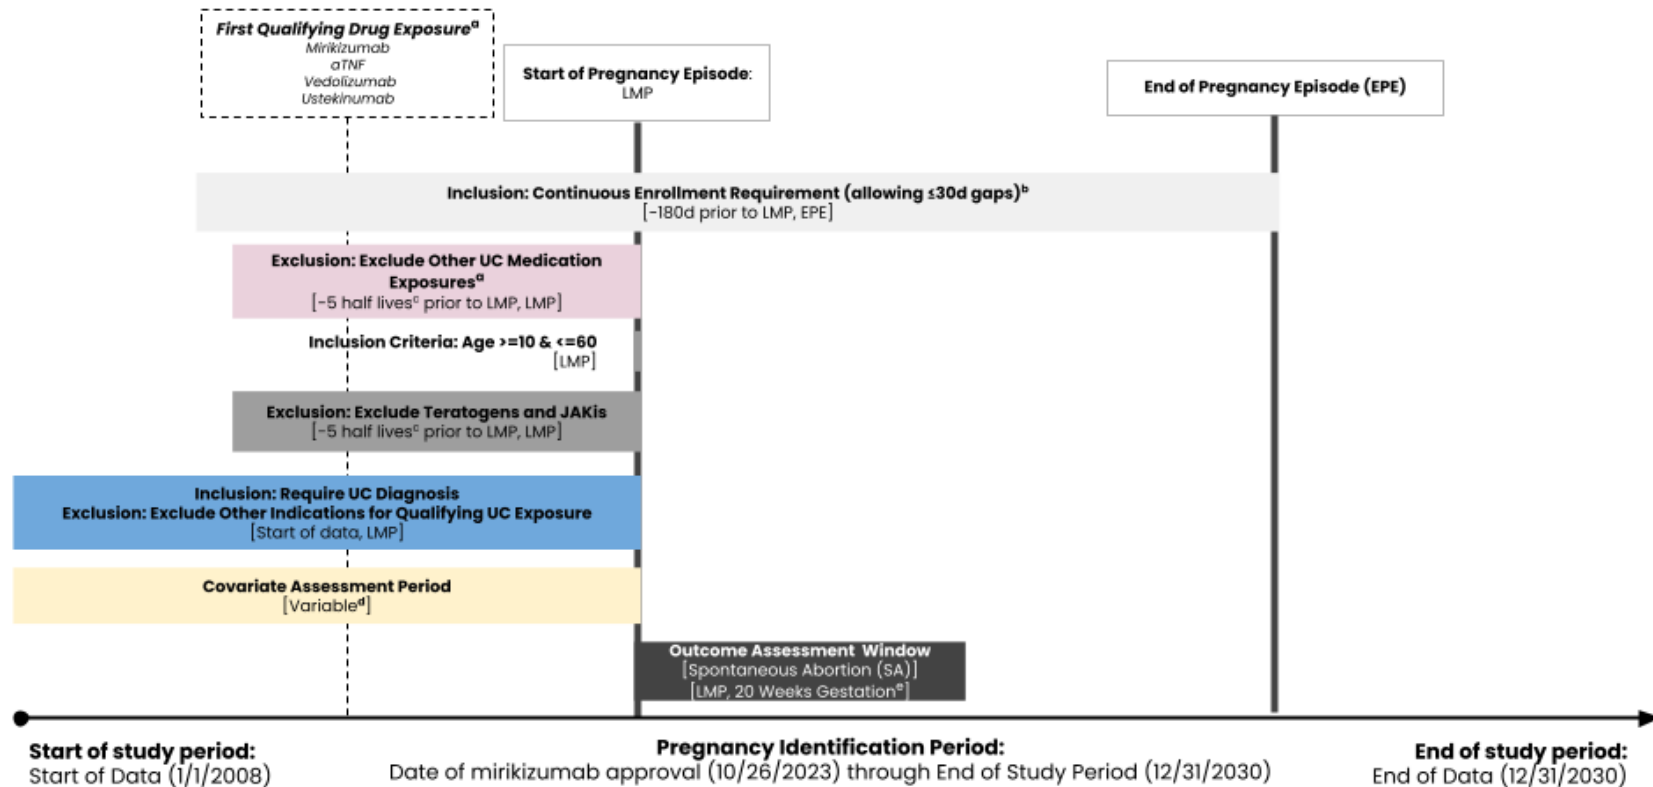 First Qualifying Drug Exposureᵃ
Mirikizumab
aTNF
Vedolizumab
Ustekinumab
Start of Pregnancy Episode:
LMP
End of Pregnancy Episode (EPE)
Inclusion: Continuous Enrollment Requirement (allowing ≤30d gaps)ᵇ
[-180d prior to LMP, EPE]
Exclusion: Exclude Other UC Medication
Exposuresᵃ
[-5 half livesᶜ prior to LMP, LMP]
Inclusion Criteria: Age >=10 & <=60
[LMP]
Exclusion: Exclude Teratogens and JAKis
[-5 half livesᶜ prior to LMP, LMP]
Inclusion: Require UC Diagnosis
Exclusion: Exclude Other Indications for Qualifying UC Exposure
[Start of data, LMP]
Covariate Assessment Period
[Variableᵈ]
Outcome Assessment Window
[Spontaneous Abortion (SA)]
[LMP, 20 Weeks Gestationᵉ]
Start of study period:
Start of Data (1/1/2008)
Pregnancy Identification Period:
Date of mirikizumab approval (10/26/2023) through End of Study Period (12/31/2030)
End of study period:
End of Data (12/31/2030)